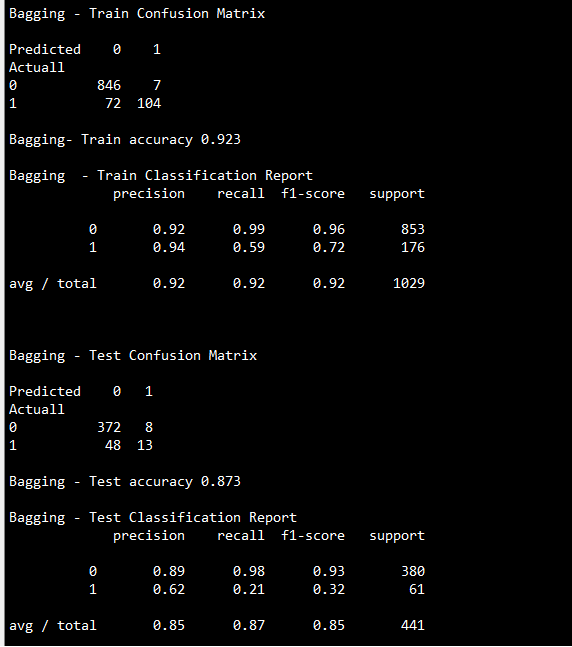 Bagging - Train Confusion Matrix
Predicted    0    1
Actuall
0          846    7
1           72  104
Bagging- Train accuracy 0.923
Bagging  - Train Classification Report
             precision    recall  f1-score   support
          0       0.92      0.99      0.96       853
          1       0.94      0.59      0.72       176
avg / total       0.92      0.92      0.92      1029
Bagging - Test Confusion Matrix
Predicted    0   1
Actuall
0          372   8
1           48  13
Bagging - Test accuracy 0.873
Bagging - Test Classification Report
             precision    recall  f1-score   support
          0       0.89      0.98      0.93       380
          1       0.62      0.21      0.32        61
avg / total       0.85      0.87      0.85       441